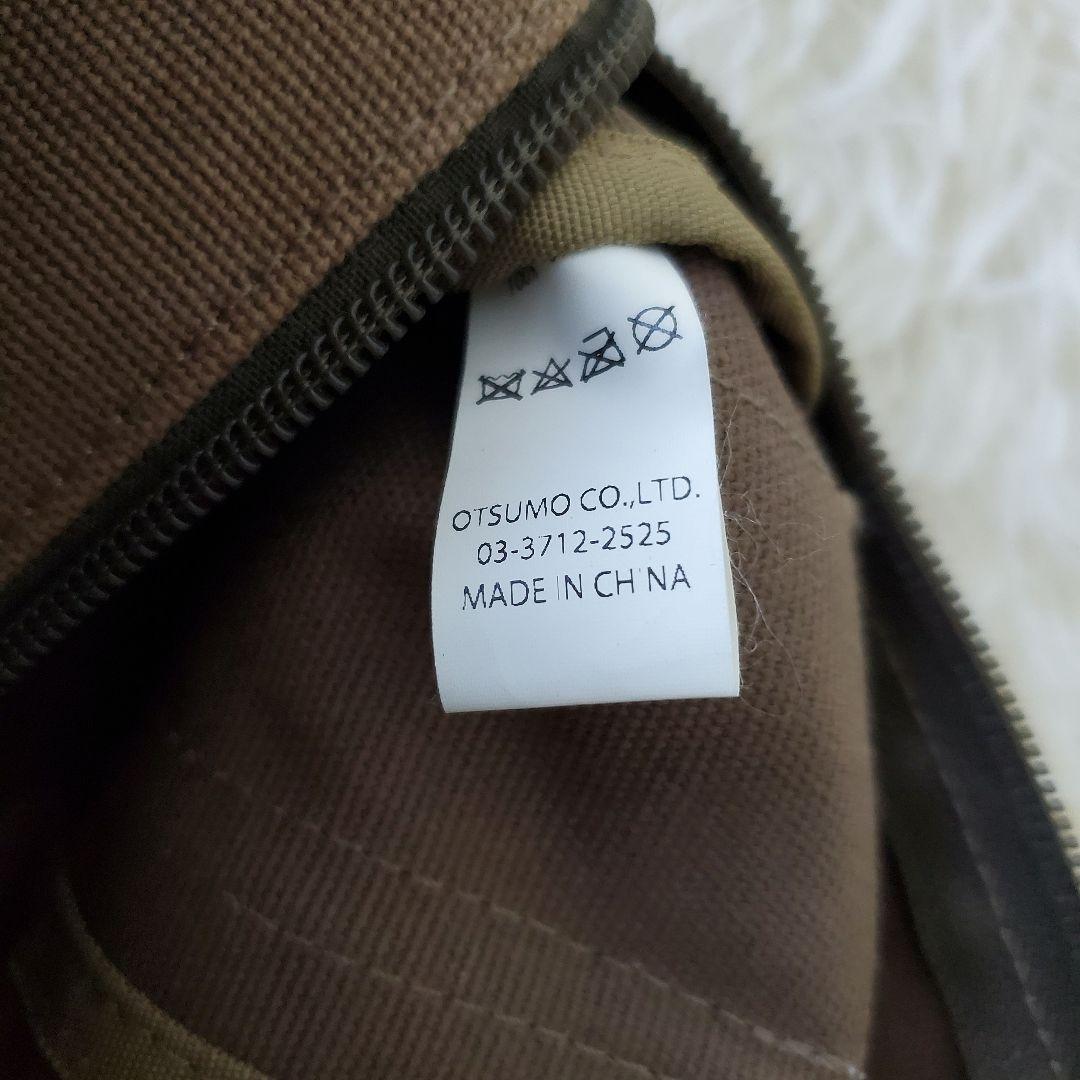 OTSUMO CO.,LTD.
03-3712-2525
MADE IN CHINA